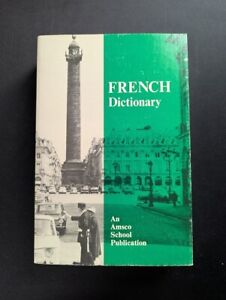 FRENCH
Dictionary
An
Amsco
School
Publication